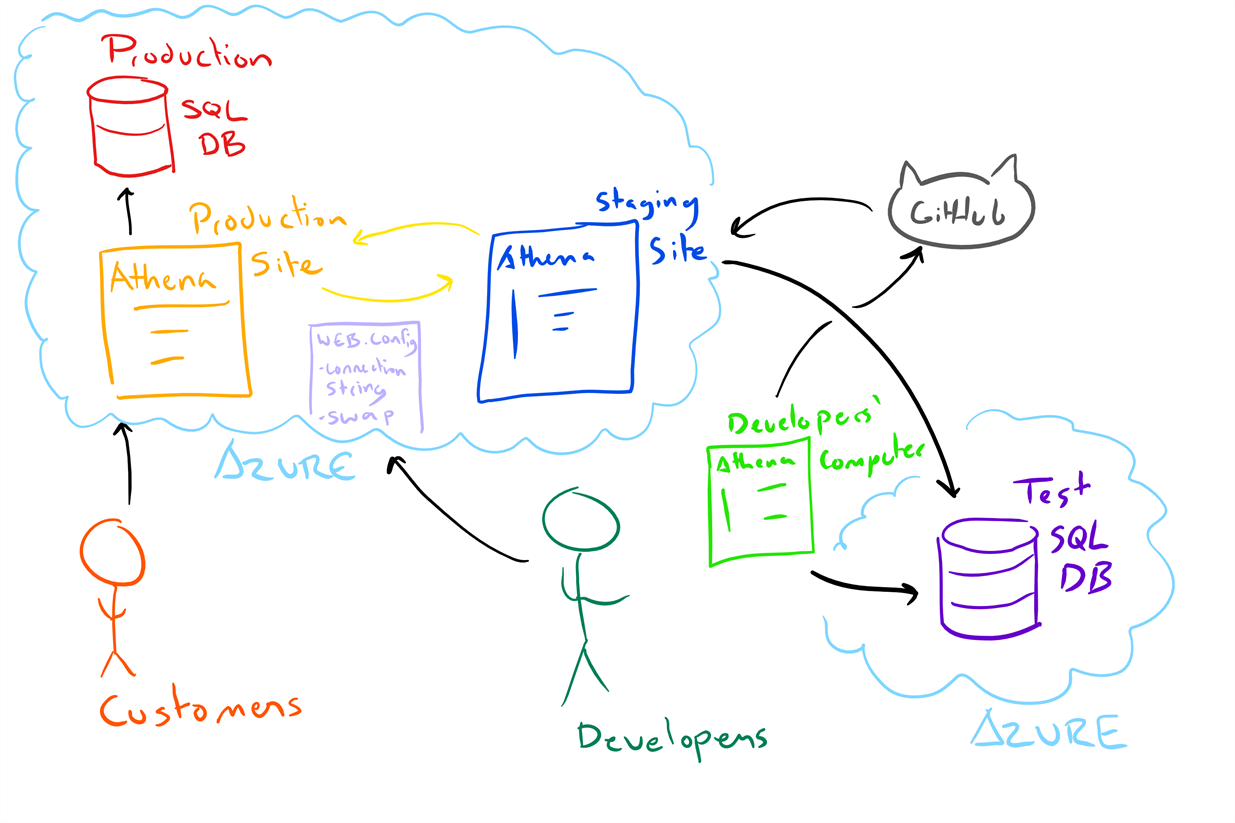 Production
SQL
DB
Production
Site
Athena
Staging
Site
Athena
WEB.Config
-Connection
String
-Swap
AZURE
GitHub
Developers'
Computer
Athena
Test
SQL
DB
AZURE
Customers
Developers